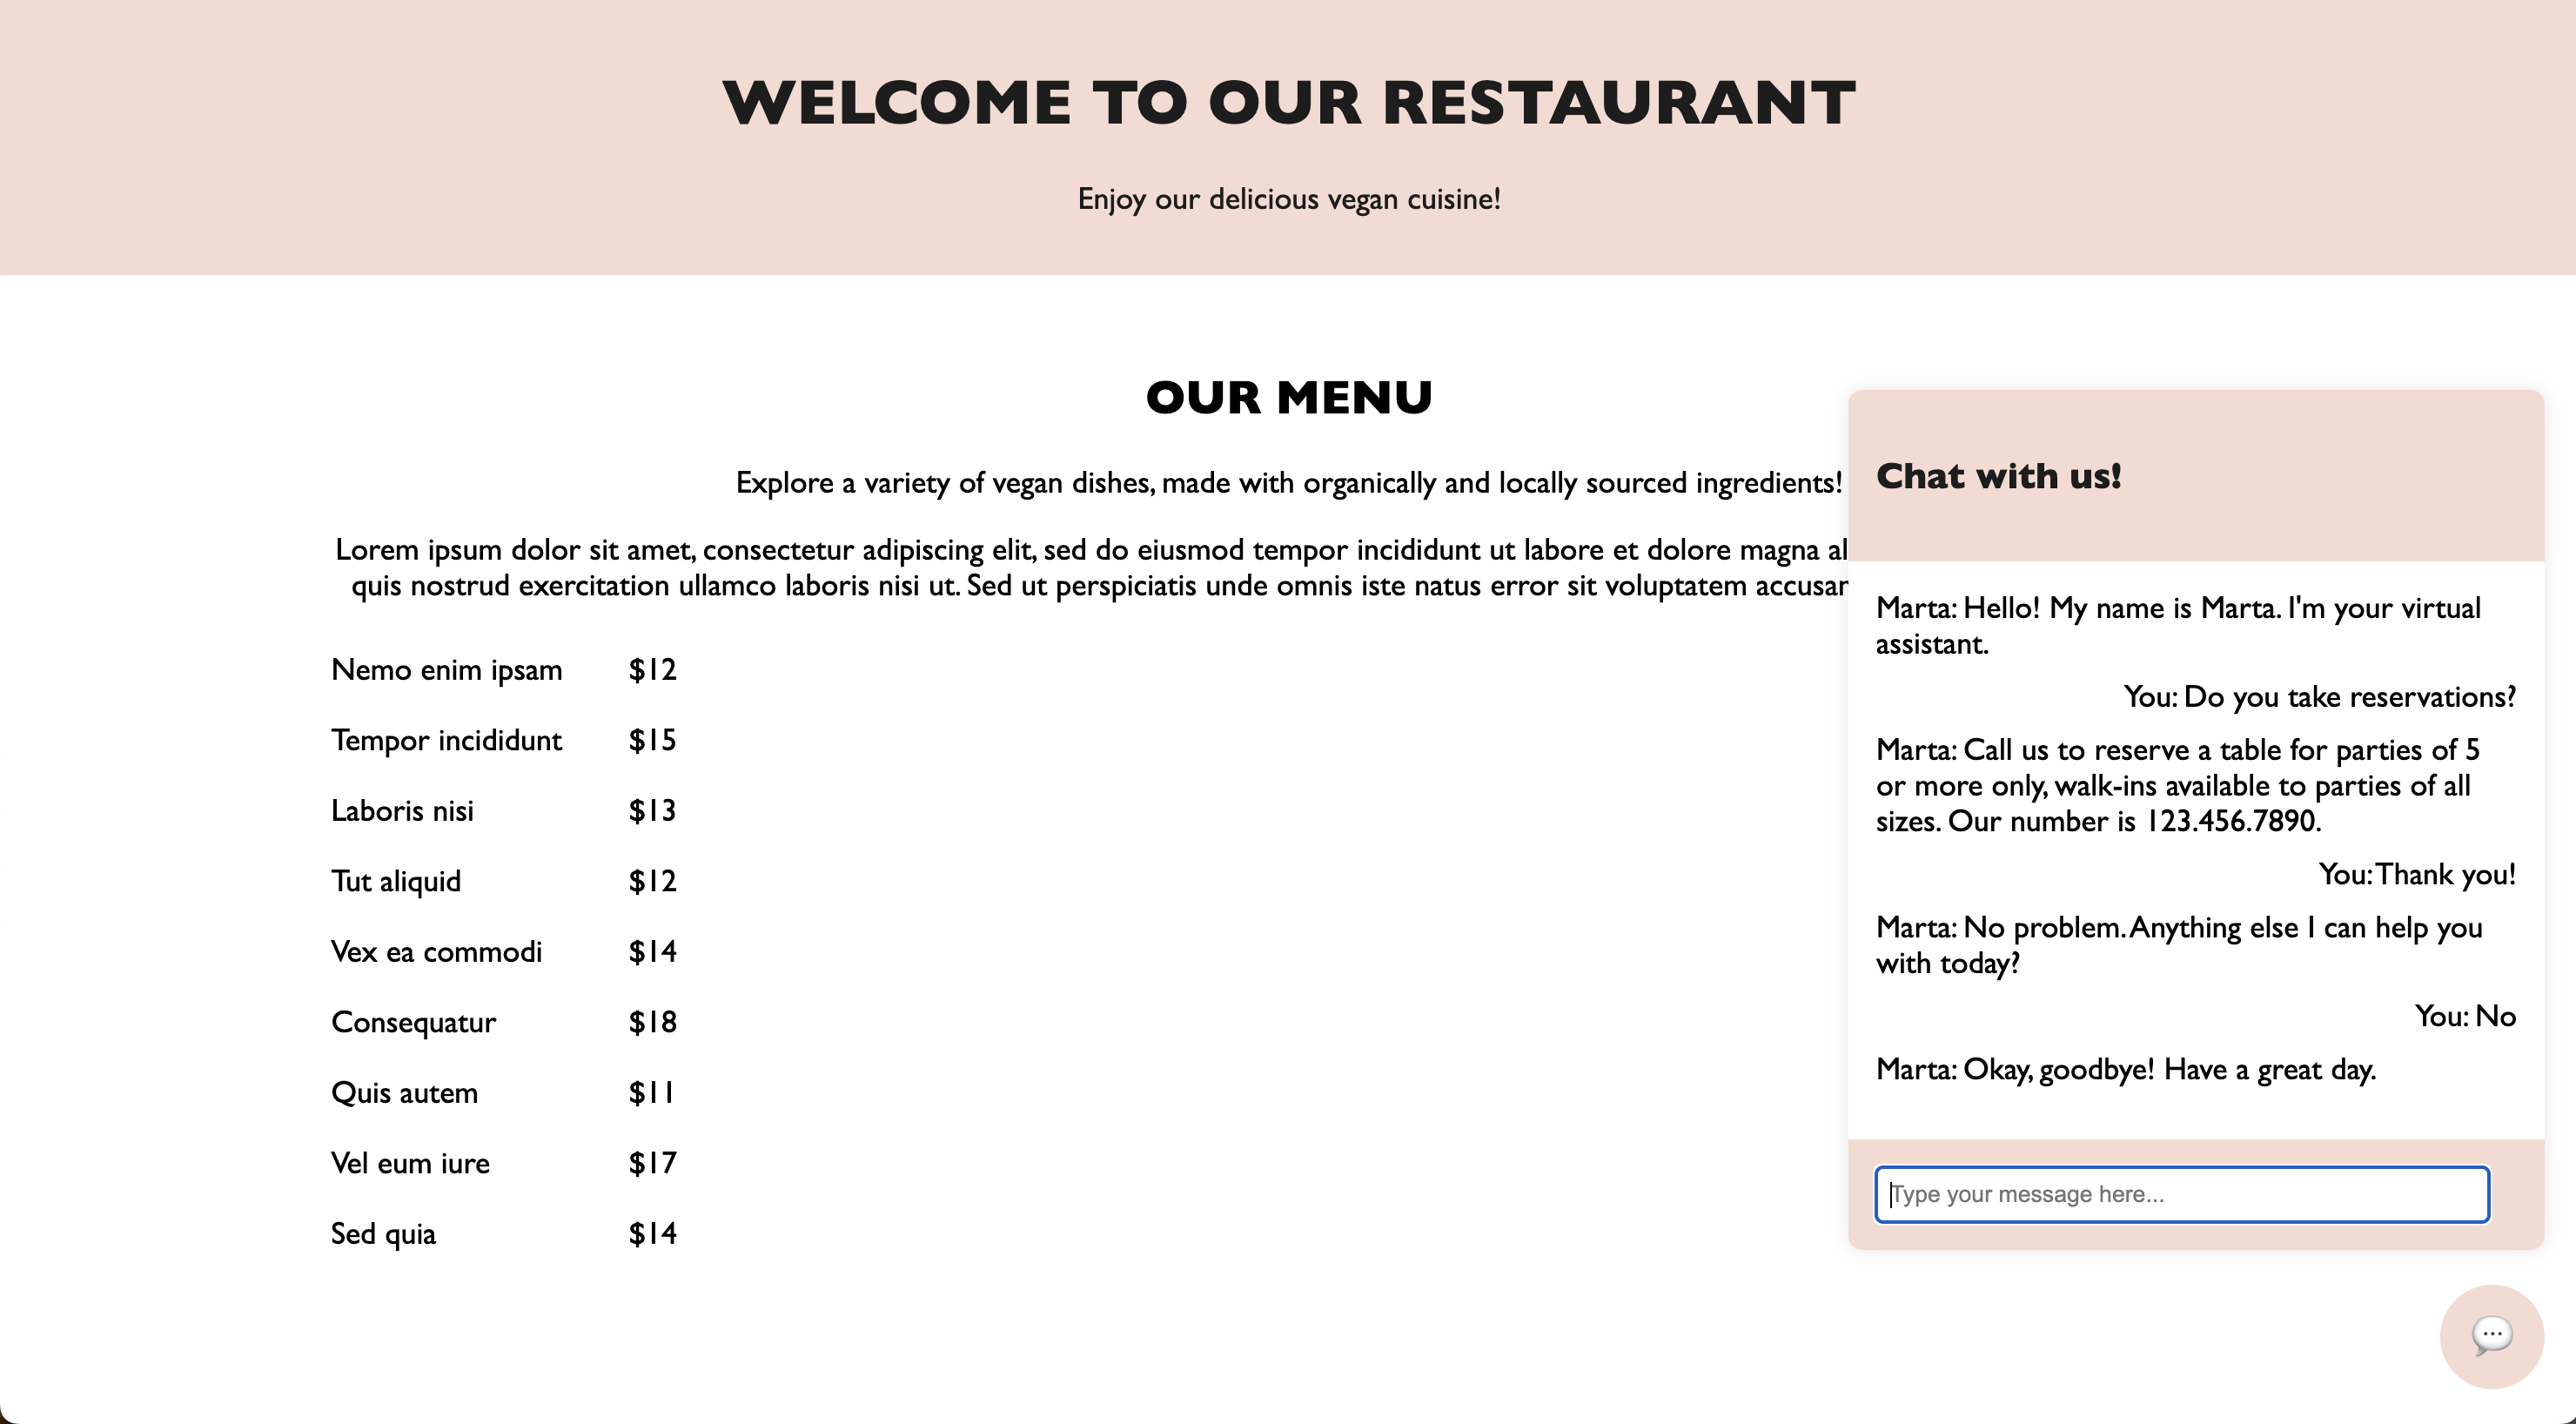 WELCOME TO OUR RESTAURANT
Enjoy our delicious vegan cuisine!
OUR MENU
Explore a variety of vegan dishes, made with organically and locally sourced ingredients!
Lorem ipsum dolor sit amet, consectetur adipiscing elit, sed do eiusmod tempor incididunt ut labore et dolore magna al
quis nostrud exercitation ullamco laboris nisi ut. Sed ut perspiciatis unde omnis iste natus error sit voluptatem accusan
Nemo enim ipsam $12
Tempor incididunt $15
Laboris nisi $13
Tut aliquid $12
Vex ea commodi $14
Consequatur $18
Quis autem $11
Vel eum iure $17
Sed quia $14
Chat with us!
Marta: Hello! My name is Marta. I'm your virtual
assistant.
You: Do you take reservations?
Marta: Call us to reserve a table for parties of 5
or more only, walk-ins available to parties of all
sizes. Our number is 123.456.7890.
You: Thank you!
Marta: No problem. Anything else I can help you
with today?
You: No
Marta: Okay, goodbye! Have a great day.
Type your message here...